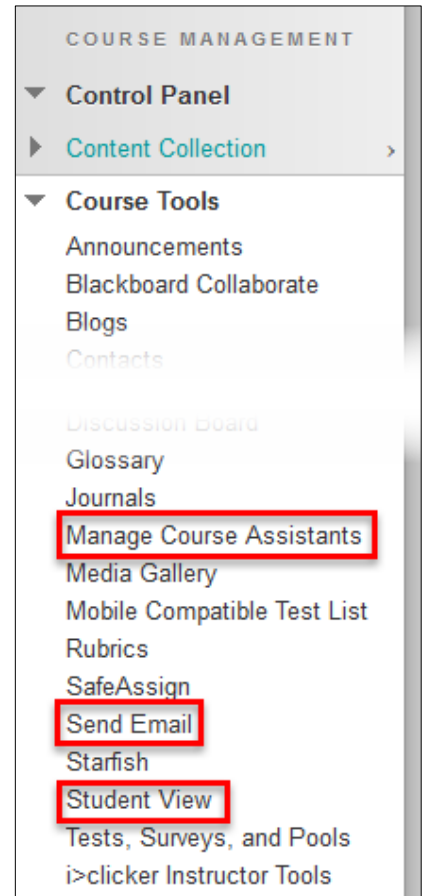 COURSE MANAGEMENT
Control Panel
Content Collection
Course Tools
Announcements
Blackboard Collaborate
Blogs
Contacts
Discussion Board
Glossary
Journals
Manage Course Assistants
Media Gallery
Mobile Compatible Test List
Rubrics
SafeAssign
Send Email
Starfish
Student View
Tests, Surveys, and Pools
i>clicker Instructor Tools